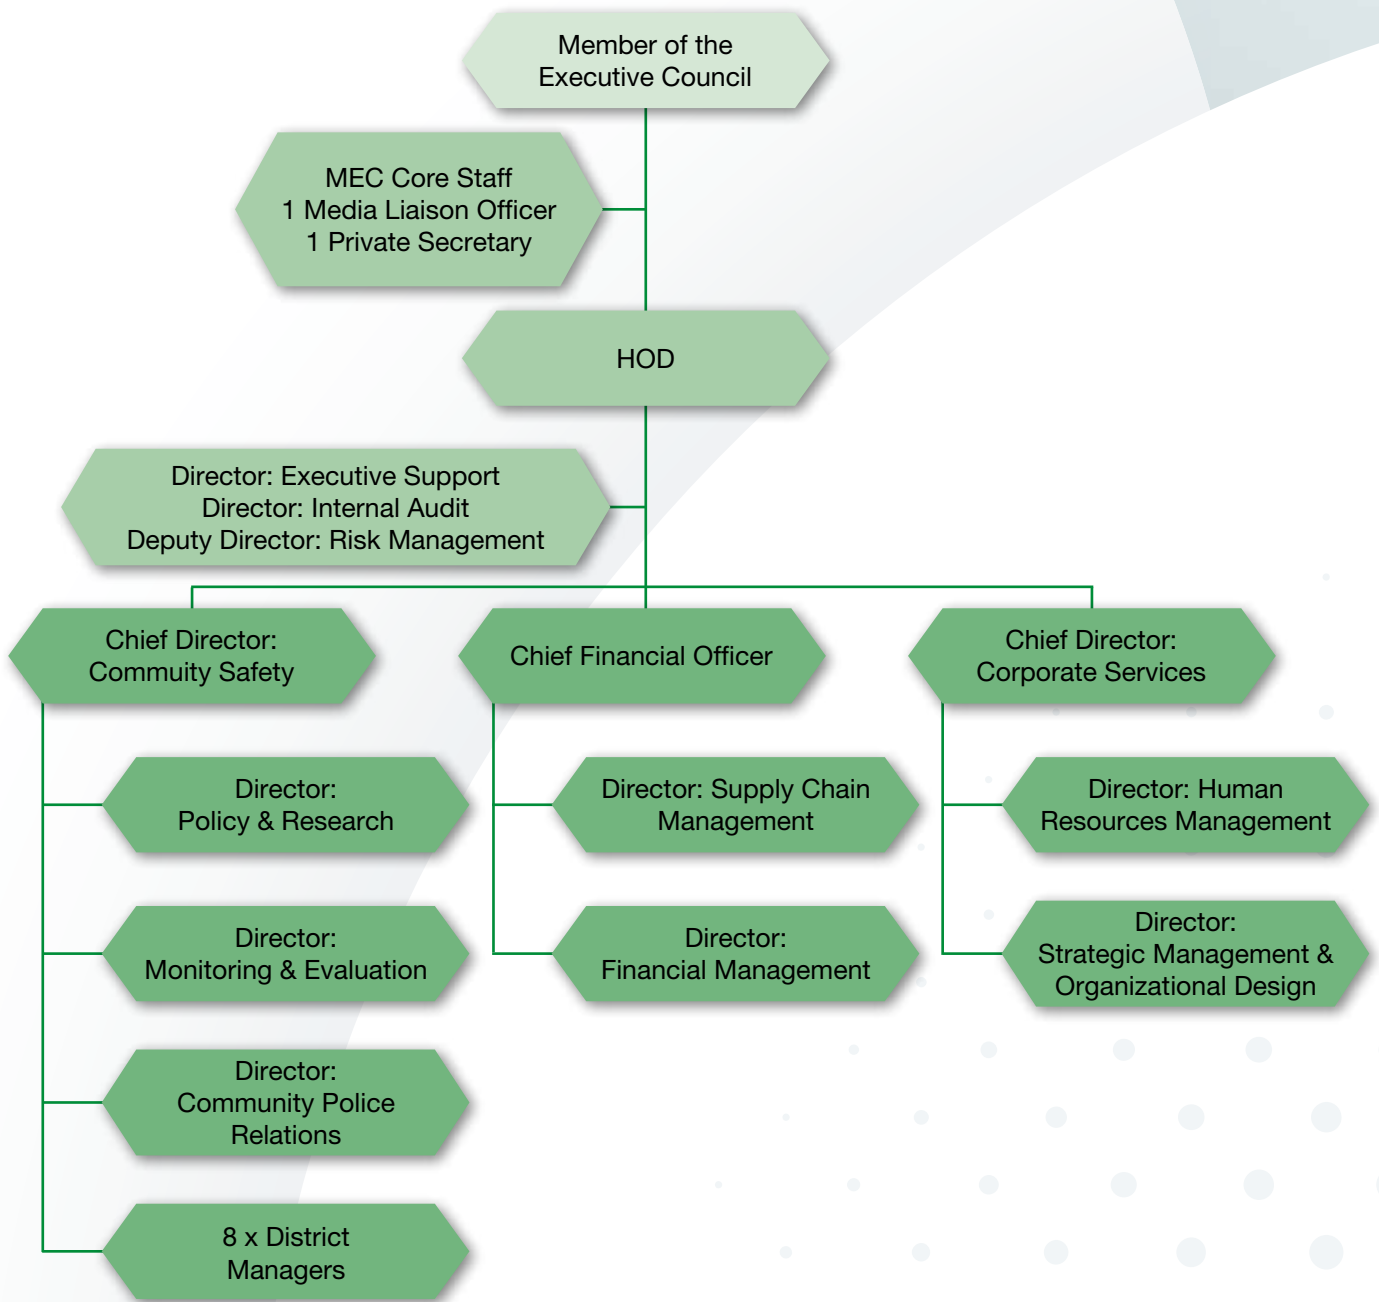 Member of the
Executive Council
MEC Core Staff
1 Media Liaison Officer
1 Private Secretary
HOD
Director: Executive Support
Director: Internal Audit
Deputy Director: Risk Management
Chief Director:
Commuity Safety
Chief Financial Officer
Chief Director:
Corporate Services
Director:
Policy & Research
Director: Supply Chain
Management
Director: Human
Resources Management
Director:
Monitoring & Evaluation
Director:
Financial Management
Director:
Strategic Management &
Organizational Design
Director:
Community Police
Relations
8 x District
Managers